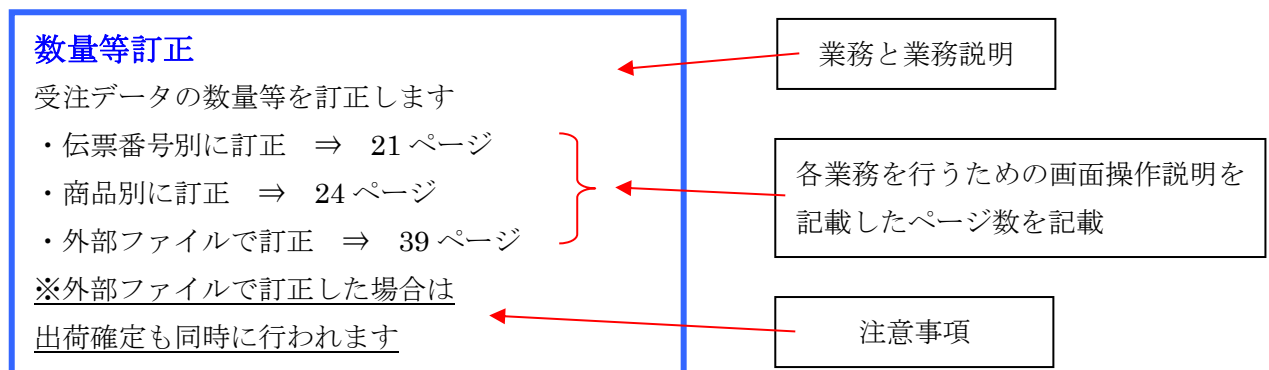 数量等訂正
受注データの数量等を訂正します
・伝票番号別に訂正　⇒　21 ページ
・商品別に訂正　⇒　24 ページ
・外部ファイルで訂正　⇒　39 ページ
※外部ファイルで訂正した場合は
出荷確定も同時に行われます
業務と業務説明
各業務を行うための画面操作説明を
記載したページ数を記載
注意事項